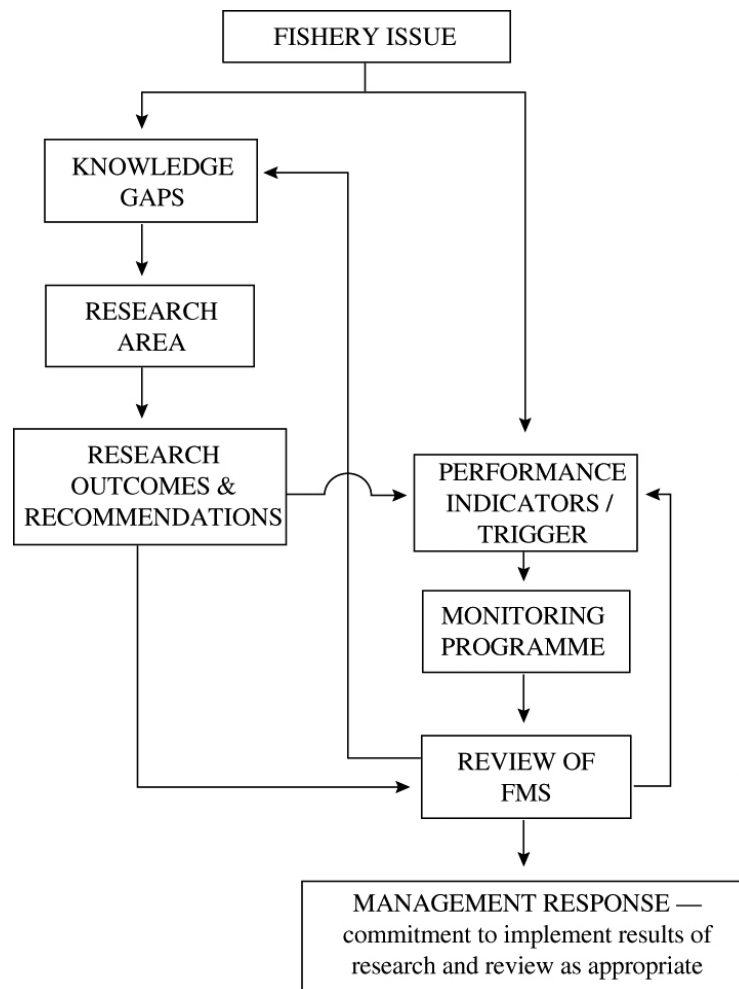 FISHERY ISSUE
KNOWLEDGE
GAPS
RESEARCH
AREA
RESEARCH
OUTCOMES &
RECOMMENDATIONS
PERFORMANCE
INDICATORS /
TRIGGER
MONITORING
PROGRAMME
REVIEW OF
FMS
MANAGEMENT RESPONSE —
commitment to implement results of
research and review as appropriate